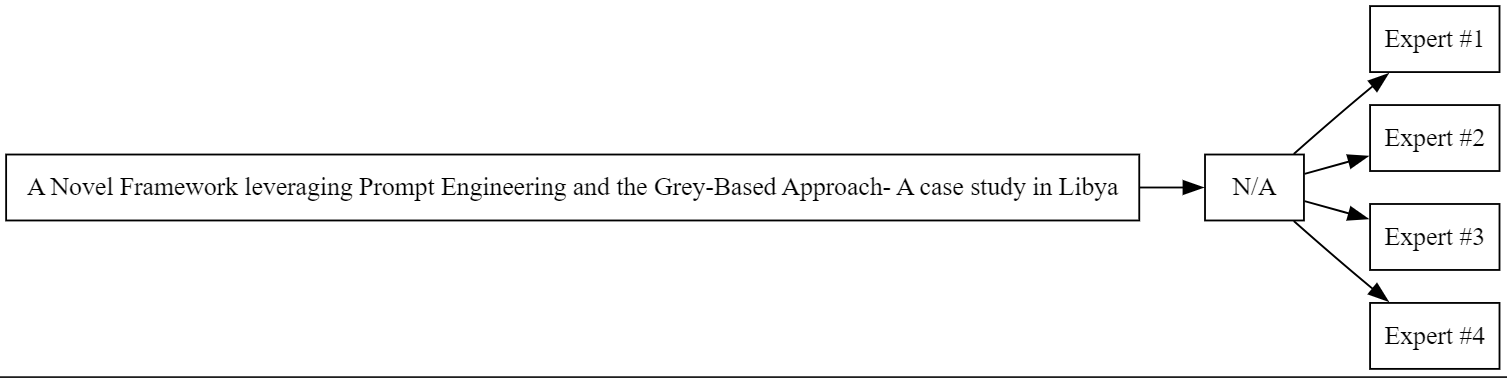 Expert #1
Expert #2
A Novel Framework leveraging Prompt Engineering and the Grey-Based Approach- A case study in Libya
N/A
Expert #3
Expert #4